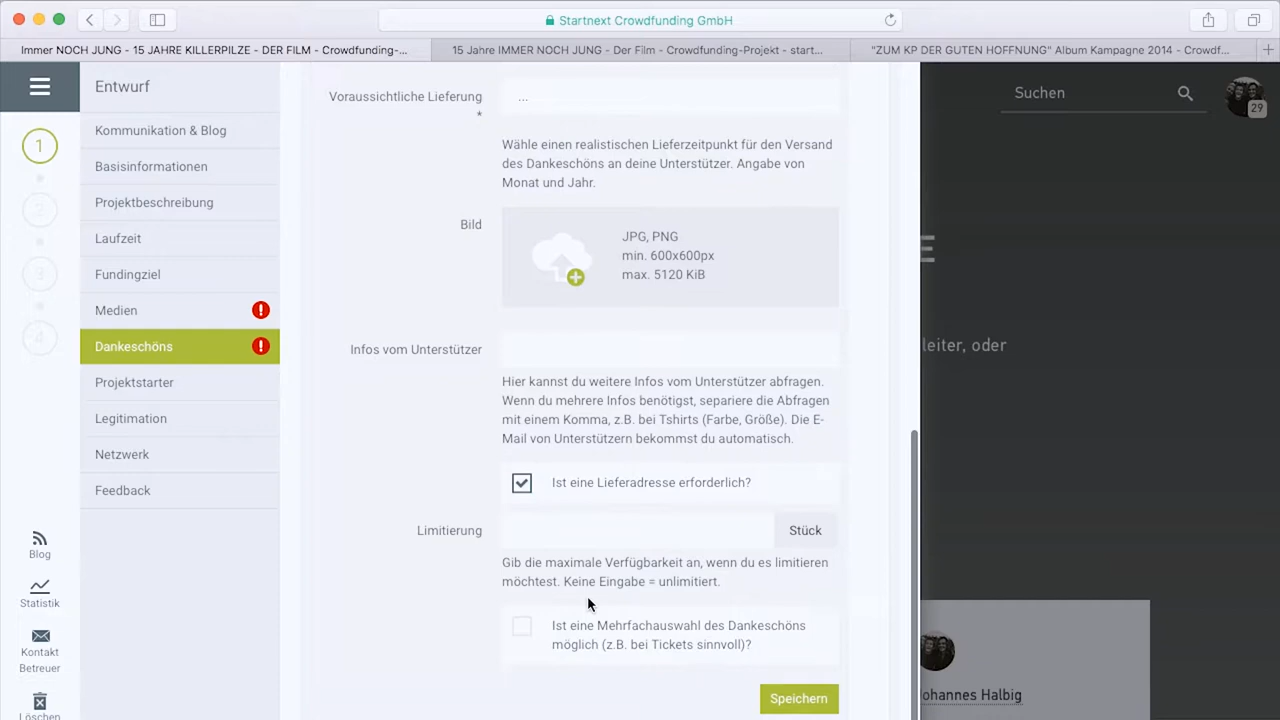 Startnext Crowdfunding GmbH
Immer NOCH JUNG - 15 JAHRE KILLERPILZE - DER FILM - Crowdfunding-...
15 Jahre IMMER NOCH JUNG - Der Film - Crowdfunding-Projekt - start...
"ZUM KP DER GUTEN HOFFNUNG" Album Kampagne 2014 - Crowdf...
Entwurf
Kommunikation & Blog
Basisinformationen
Projektbeschreibung
Laufzeit
Fundingziel
Medien
Dankeschöns
Projektstarter
Legitimation
Netzwerk
Feedback
1
2
3
4
Blog
Statistik
Kontakt
Betreuer
Löschen
Voraussichtliche Lieferung
*
...
Wähle einen realistischen Lieferzeitpunkt für den Versand
des Dankeschöns an deine Unterstützer. Angabe von
Monat und Jahr.
Bild
JPG, PNG
min. 600x600px
max. 5120 KiB
Infos vom Unterstützer
Hier kannst du weitere Infos vom Unterstützer abfragen.
Wenn du mehrere Infos benötigst, separiere die Abfragen
mit einem Komma, z.B. bei Tshirts (Farbe, Größe). Die E-
Mail von Unterstützern bekommst du automatisch.
Ist eine Lieferadresse erforderlich?
Limitierung
Stück
Gib die maximale Verfügbarkeit an, wenn du es limitieren
möchtest. Keine Eingabe = unlimitiert.
Ist eine Mehrfachauswahl des Dankeschöns
möglich (z.B. bei Tickets sinnvoll)?
Speichern
Suchen
29
leiter, oder
ohannes Halbig